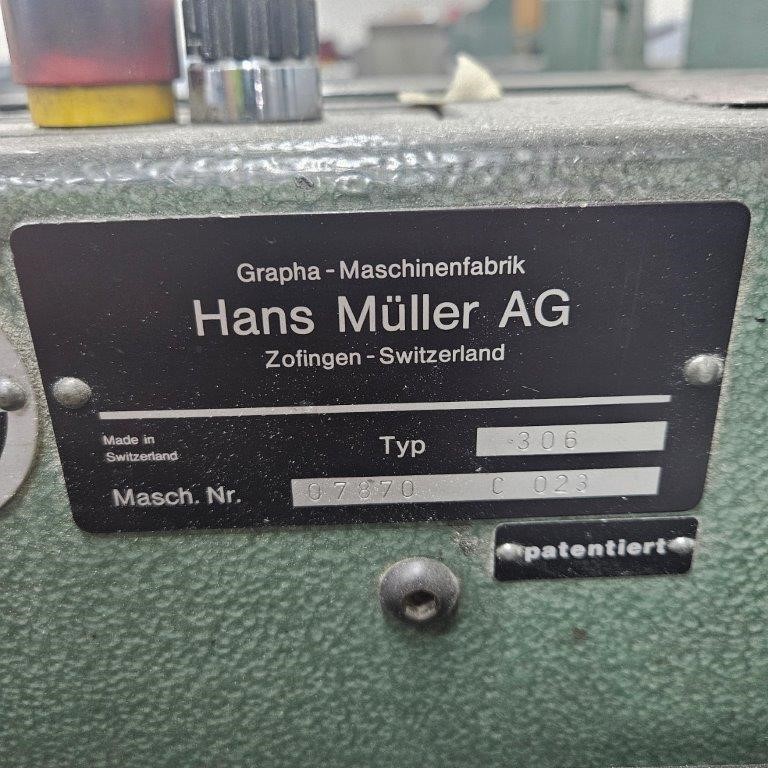 Grapha - Maschinenfabrik
Hans Müller AG
Zofingen - Switzerland
Made in
Switzerland
Typ 306
Masch. Nr. 07870 C 023
patentiert